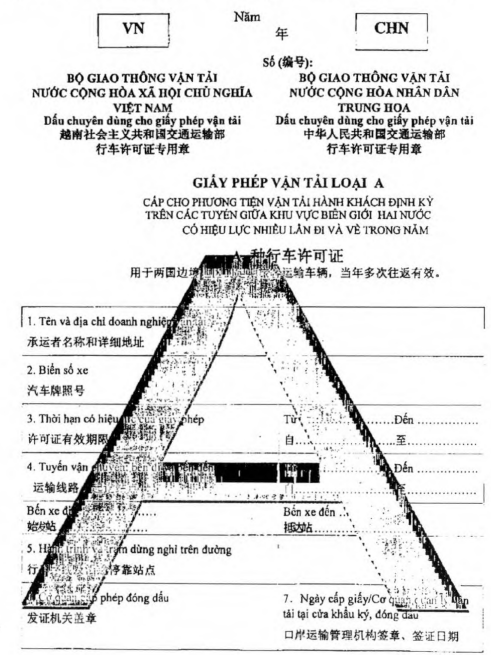 Năm
年
VN
CHN
Số (编号):
BỘ GIAO THÔNG VẬN TẢI
NƯỚC CỘNG HÒA XÃ HỘI CHỦ NGHĨA
VIỆT NAM
Dấu chuyên dùng cho giấy phép vận tải
越南社会主义共和国交通运输部
行车许可证专用章
BỘ GIAO THÔNG VẬN TẢI
NƯỚC CỘNG HÒA NHÂN DÂN
TRUNG HOA
Dấu chuyên dùng cho giấy phép vận tải
中华人民共和国交通运输部
行车许可证专用章
GIẤY PHÉP VẬN TẢI LOẠI A
CẤP CHO PHƯƠNG TIỆN VẬN TẢI HÀNH KHÁCH ĐỊNH KỲ
TRÊN CÁC TUYẾN GIỮA KHU VỰC BIÊN GIỚI HAI NƯỚC
CÓ HIỆU LỰC NHIỀU LẦN ĐI VÀ VỀ TRONG NĂM
A 种行车许可证
用于两国边 运输车辆，当年多次往返有效。
1. Tên và địa chỉ doanh nghiệp
承运者名称和详细地址
2. Biển số xe
汽车牌照号
3. Thời hạn có hiệu phép
许可证有效期限
Từ ..........Đến ..........
自..........至..........
4. Tuyến vận
运输线路
Đến ..........
Bến xe
始发站 ..........
Bến xe đến ..........
抵达站..........
5. trạm dừng nghỉ trên đường
行 停靠站点
phép đóng dấu
发证机关盖章
7. Ngày cấp giấy/Cơ quan
tải tại cửa khẩu ký, đóng dấu
口岸运输管理机构签章、签证日期
A